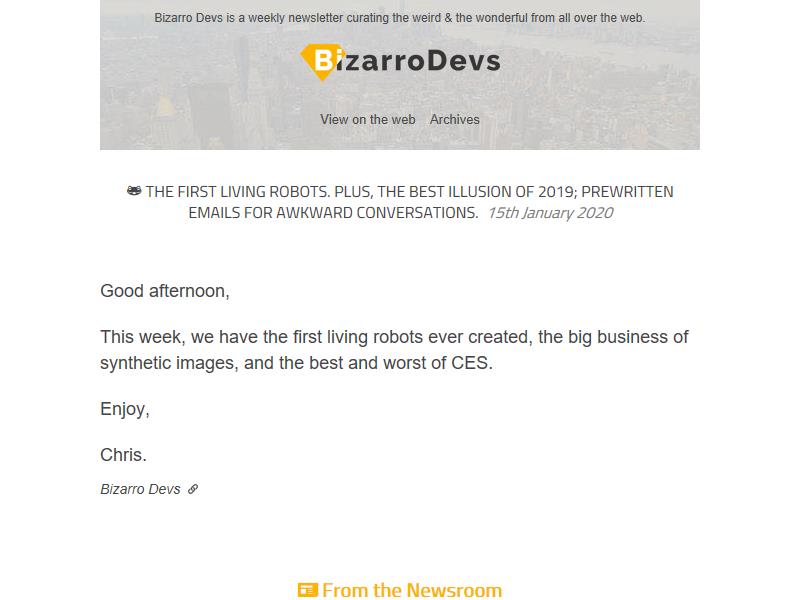 Bizarro Devs is a weekly newsletter curating the weird & the wonderful from all over the web.
BizarroDevs
View on the web Archives
THE FIRST LIVING ROBOTS. PLUS, THE BEST ILLUSION OF 2019; PREWRITTEN
EMAILS FOR AWKWARD CONVERSATIONS. 15th January 2020
Good afternoon,
This week, we have the first living robots ever created, the big business of
synthetic images, and the best and worst of CES.
Enjoy,
Chris.
Bizarro Devs
From the Newsroom